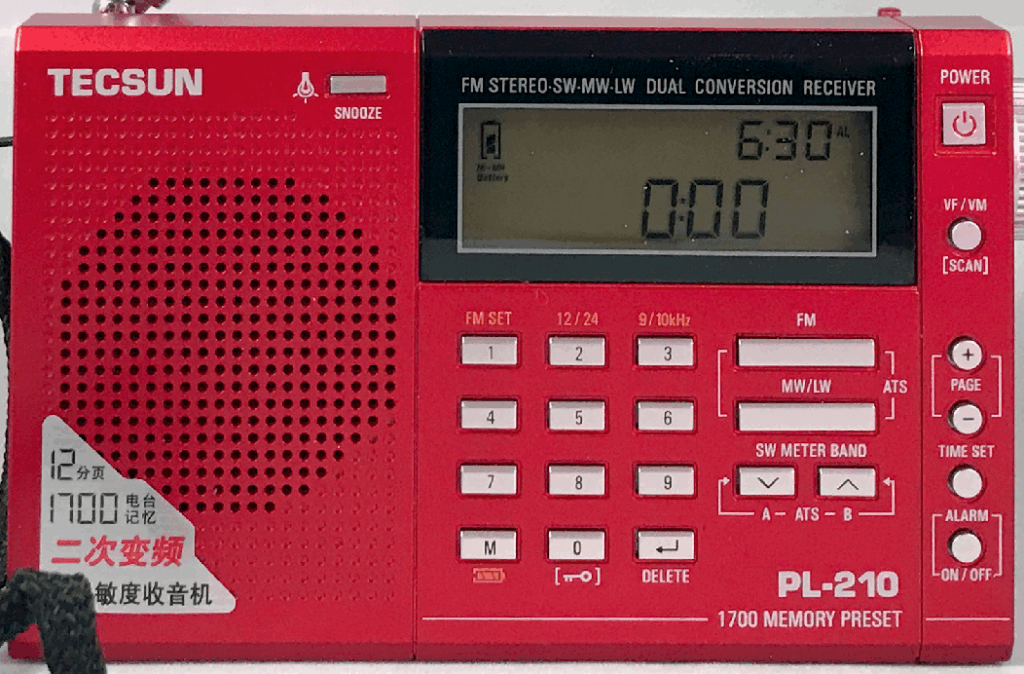 TECSUN
SNOOZE
FM STEREO·SW·MW·LW DUAL CONVERSION RECEIVER
6:30 AL
Ni-MH
Battery
0:00
POWER
VF / VM
[SCAN]
FM SET 12 / 24 9/10kHz FM
1 2 3
MW/LW ATS
+
PAGE
−
4 5 6
SW METER BAND
TIME SET
7 8 9
A — ATS — B
ALARM
ON / OFF
M 0
[ ] DELETE
PL-210
1700 MEMORY PRESET
12分页
1700电台
记忆
二次变频
敏度收音机